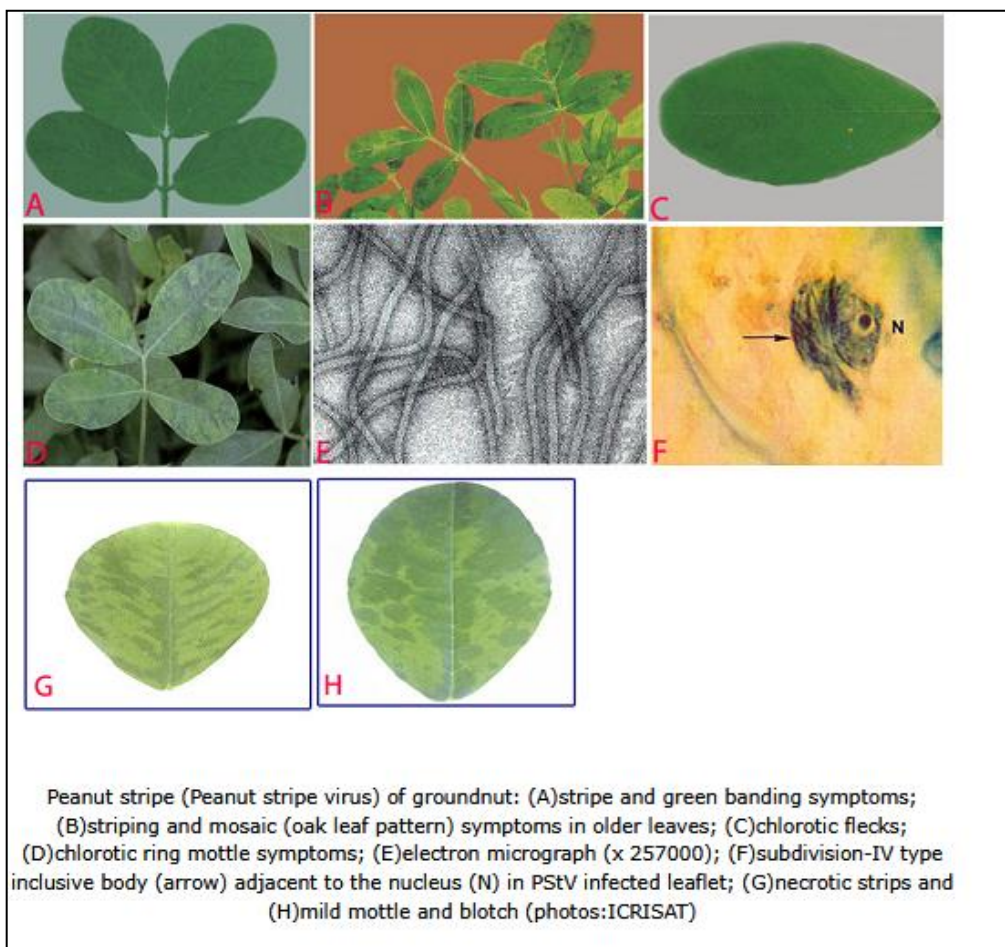 A
B
C
D
E
F
N
G
H
Peanut stripe (Peanut stripe virus) of groundnut: (A)stripe and green banding symptoms;
(B)striping and mosaic (oak leaf pattern) symptoms in older leaves; (C)chlorotic flecks;
(D)chlorotic ring mottle symptoms; (E)electron micrograph (x 257000); (F)subdivision-IV type
inclusive body (arrow) adjacent to the nucleus (N) in PStV infected leaflet; (G)necrotic strips and
(H)mild mottle and blotch (photos:ICRISAT)